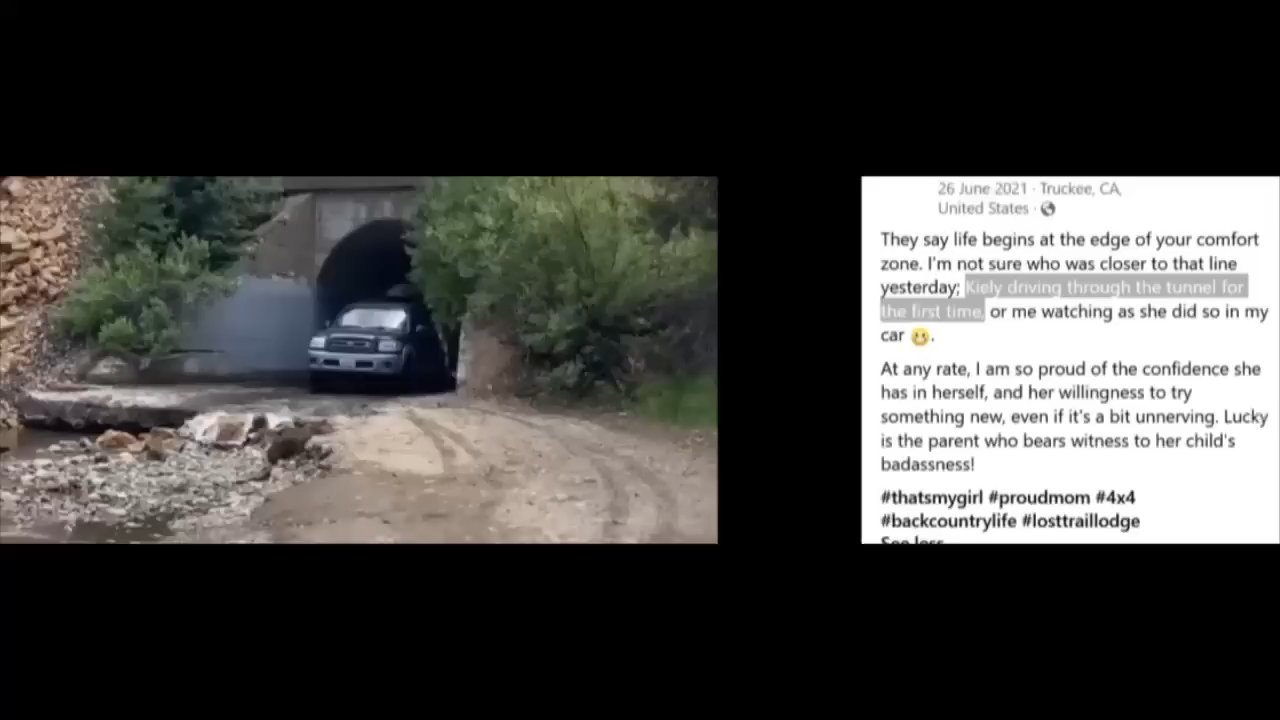 26 June 2021 · Truckee, CA,
United States ·
They say life begins at the edge of your comfort
zone. I'm not sure who was closer to that line
yesterday; Kiely driving through the tunnel for
the first time, or me watching as she did so in my
car 😬.
At any rate, I am so proud of the confidence she
has in herself, and her willingness to try
something new, even if it's a bit unnerving. Lucky
is the parent who bears witness to her child's
badassness!
#thatsmygirl #proudmom #4x4
#backcountrylife #losttraillodge
See less